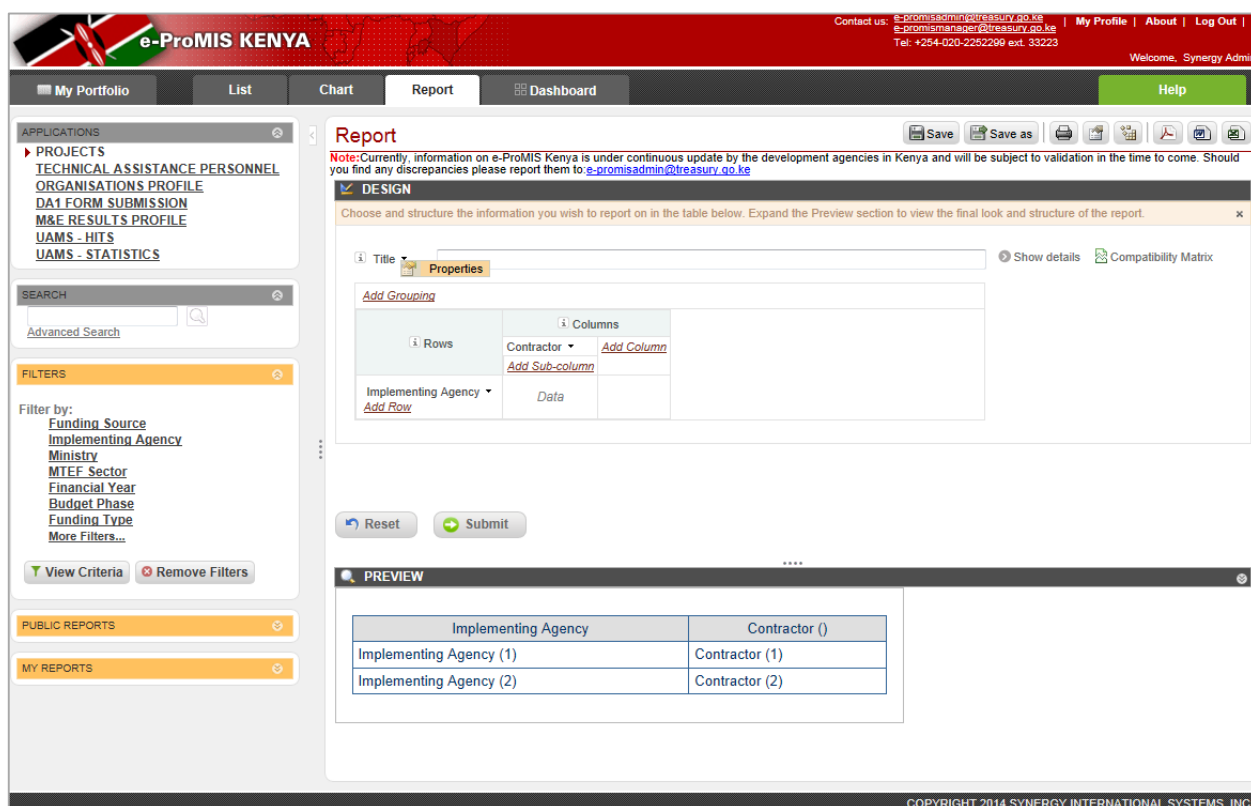 e-ProMIS KENYA
Contact us: e-promisadmin@treasury.go.ke
e-promismanager@treasury.go.ke
Tel: +254-020-2252299 ext. 33223
| My Profile | About | Log Out |
Welcome, Synergy Admi
My Portfolio List Chart Report Dashboard Help
APPLICATIONS
PROJECTS
TECHNICAL ASSISTANCE PERSONNEL
ORGANISATIONS PROFILE
DA1 FORM SUBMISSION
M&E RESULTS PROFILE
UAMS - HITS
UAMS - STATISTICS
SEARCH
Advanced Search
FILTERS
Filter by:
Funding Source
Implementing Agency
Ministry
MTEF Sector
Financial Year
Budget Phase
Funding Type
More Filters...
View Criteria Remove Filters
PUBLIC REPORTS
MY REPORTS
Report
Save Save as
Note:Currently, information on e-ProMIS Kenya is under continuous update by the development agencies in Kenya and will be subject to validation in the time to come. Should
you find any discrepancies please report them to:e-promisadmin@treasury.go.ke
DESIGN
Choose and structure the information you wish to report on in the table below. Expand the Preview section to view the final look and structure of the report.
Title
Properties
Show details Compatibility Matrix
Add Grouping
Columns
Rows
Contractor Add Column
Add Sub-column
Implementing Agency
Add Row
Data
Reset Submit
PREVIEW
Implementing Agency Contractor ()
Implementing Agency (1) Contractor (1)
Implementing Agency (2) Contractor (2)
COPYRIGHT 2014 SYNERGY INTERNATIONAL SYSTEMS, INC